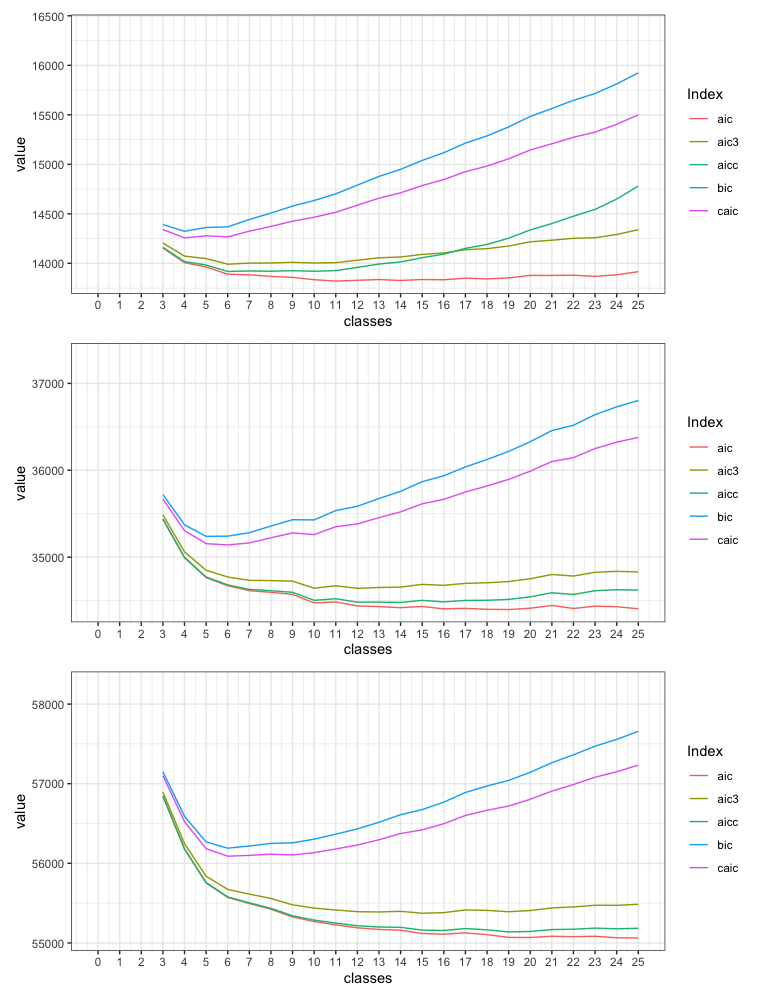 16500
16000
15500
15000
14500
14000
value
0 1 2 3 4 5 6 7 8 9 10 11 12 13 14 15 16 17 18 19 20 21 22 23 24 25
classes
Index
aic
aic3
aicc
bic
caic
37000
36000
35000
value
0 1 2 3 4 5 6 7 8 9 10 11 12 13 14 15 16 17 18 19 20 21 22 23 24 25
classes
Index
aic
aic3
aicc
bic
caic
58000
57000
56000
55000
value
0 1 2 3 4 5 6 7 8 9 10 11 12 13 14 15 16 17 18 19 20 21 22 23 24 25
classes
Index
aic
aic3
aicc
bic
caic